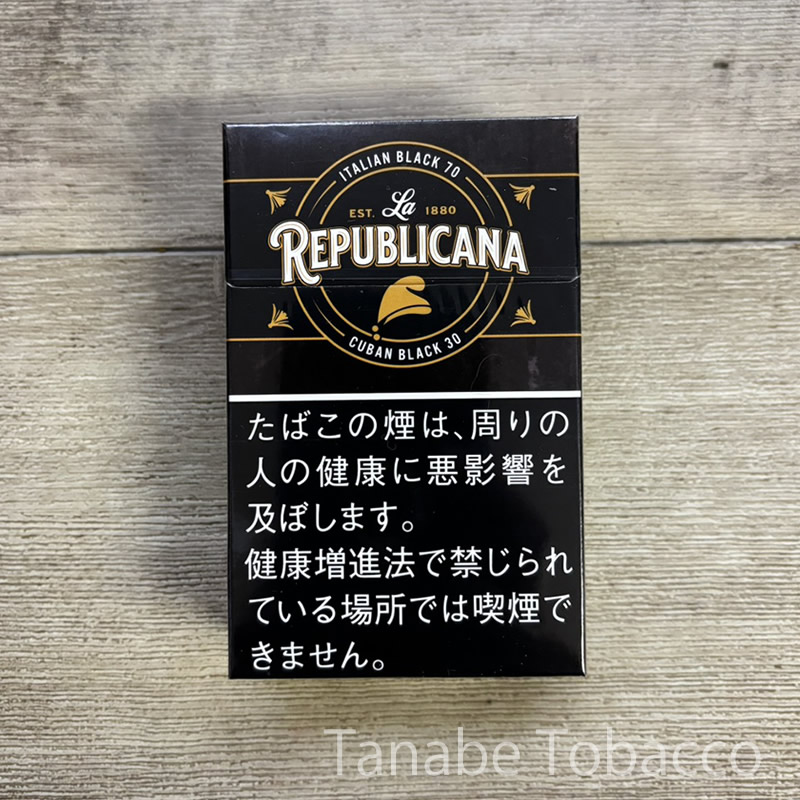 ITALIAN BLACK 70
EST. La 1880
REPUBLICANA
CUBAN BLACK 30
たばこの煙は、周りの
人の健康に悪影響を
及ぼします。
健康増進法で禁じられ
ている場所では喫煙で
きません。
Tanabe Tobacco